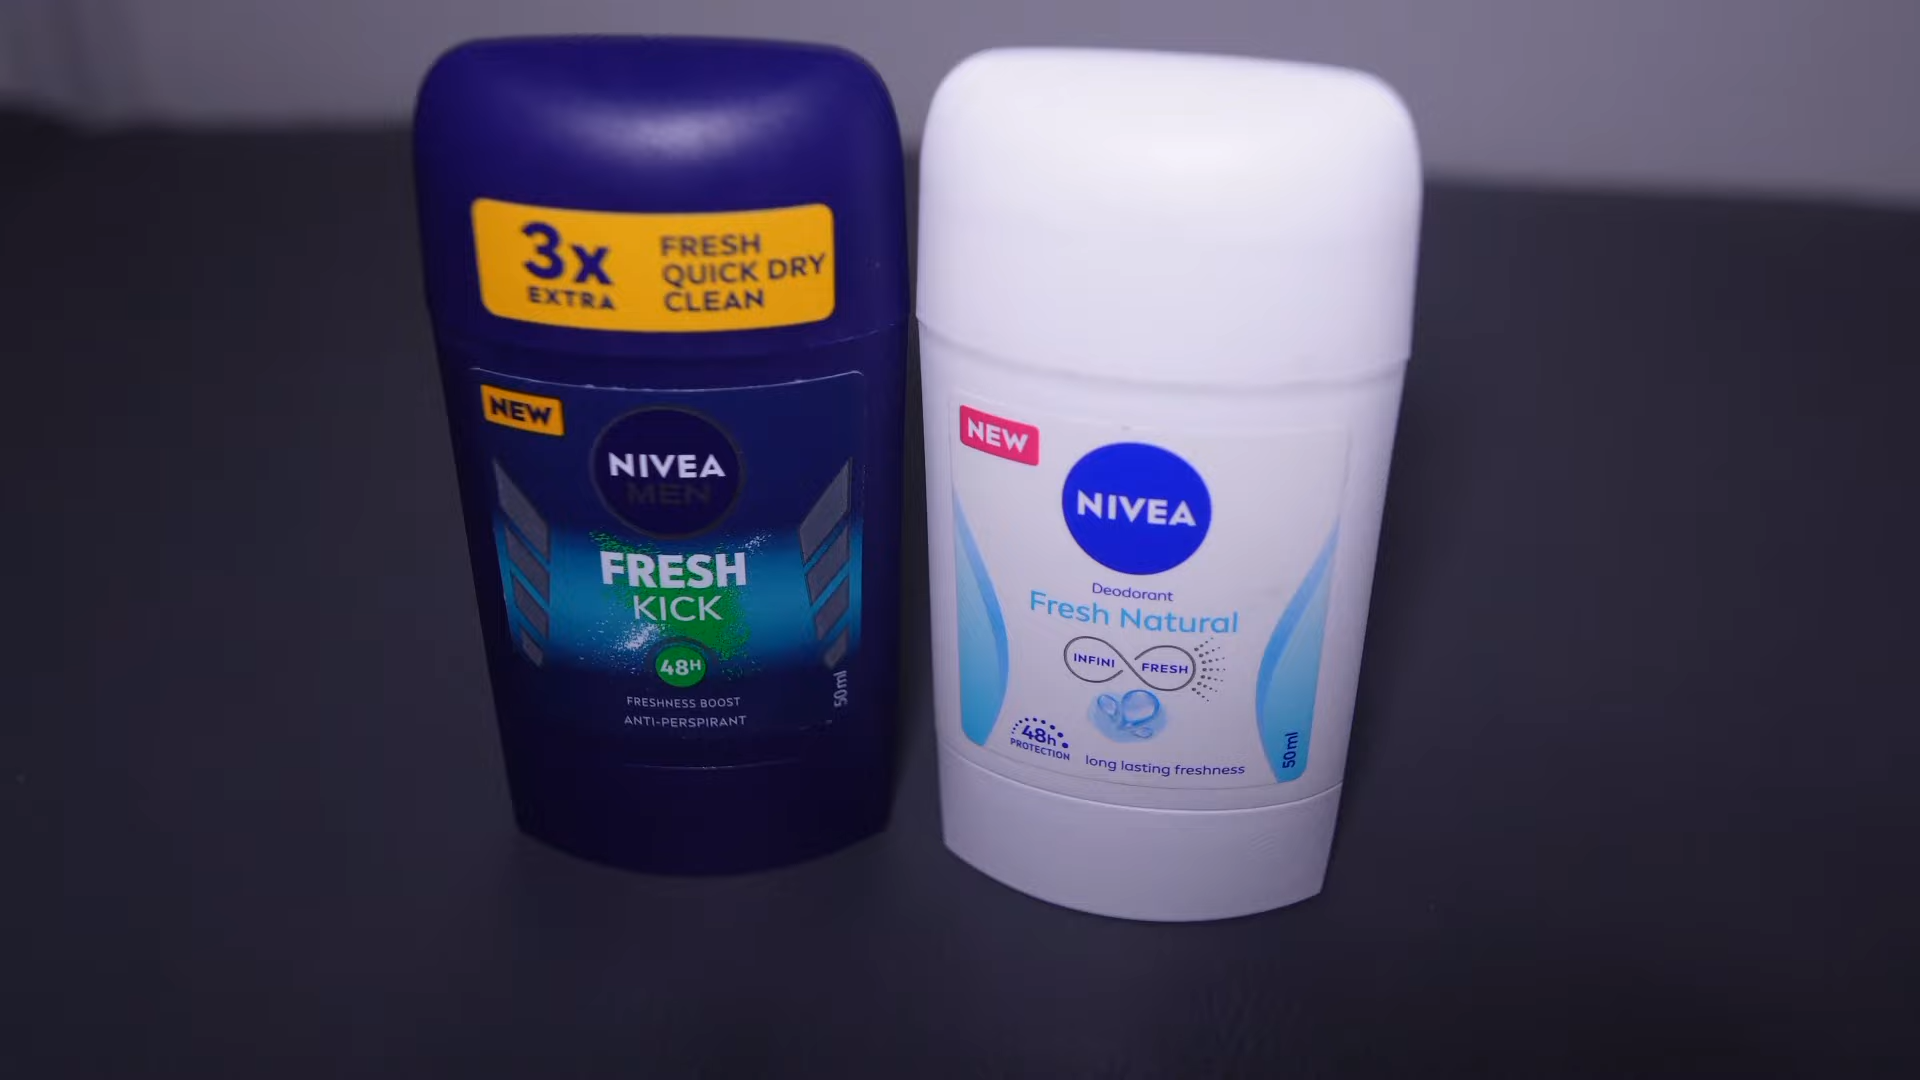 3x
EXTRA
FRESH
QUICK DRY
CLEAN
NEW
NIVEA
MEN
FRESH
KICK
48H
FRESHNESS BOOST
ANTI-PERSPIRANT
50ml
NEW
NIVEA
Deodorant
Fresh Natural
INFINI FRESH
48h
PROTECTION
long lasting freshness
50ml